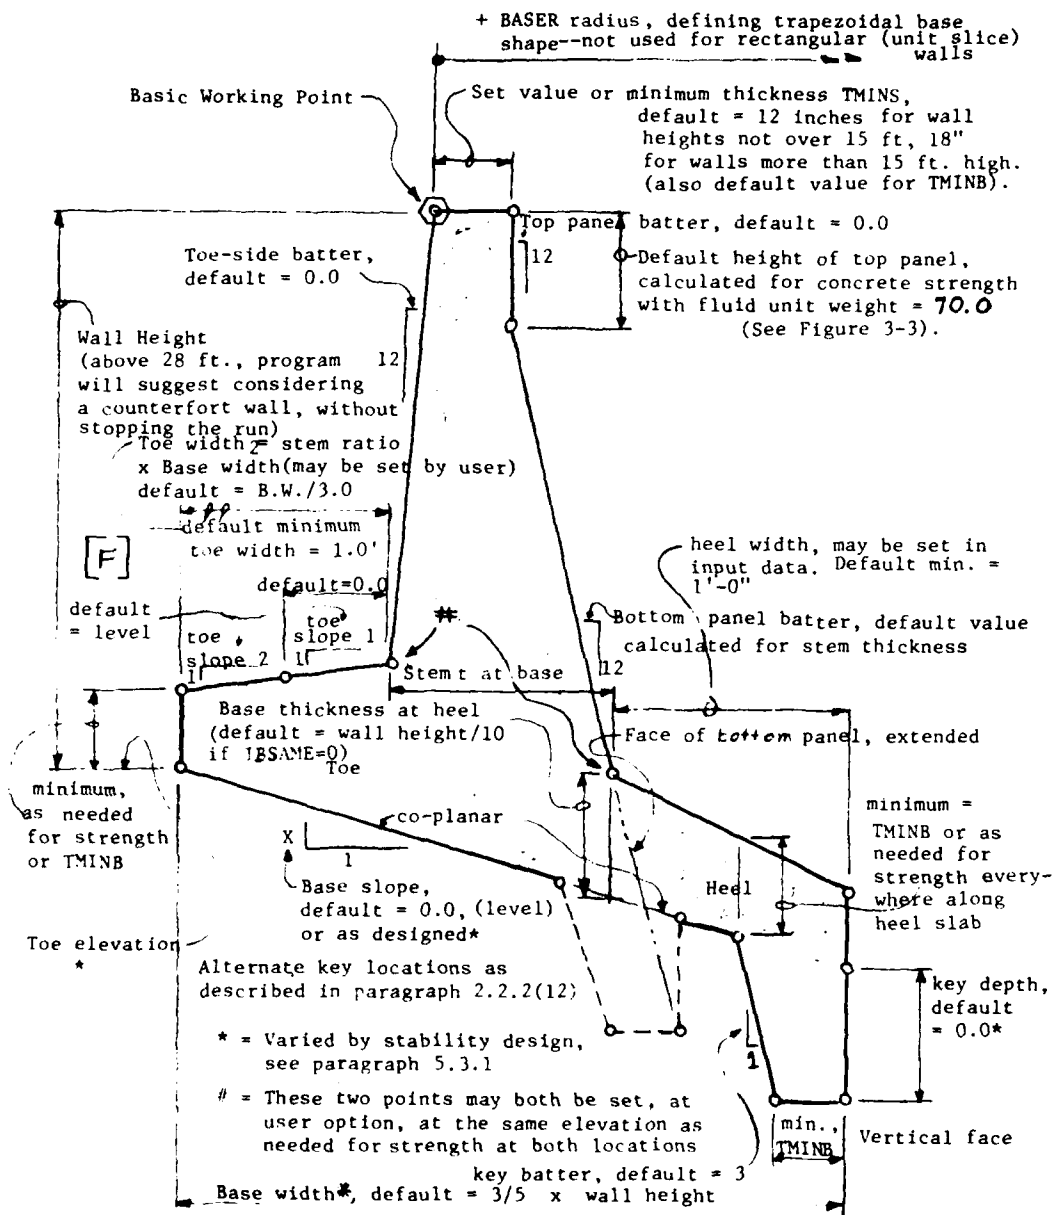 + BASER radius, defining trapezoidal base
shape--not used for rectangular (unit slice)
walls
Basic Working Point
Set value or minimum thickness TMINS,
default = 12 inches for wall
heights not over 15 ft, 18"
for walls more than 15 ft. high.
(also default value for TMINB).
Top panel batter, default = 0.0
12
Toe-side batter,
default = 0.0
Default height of top panel,
calculated for concrete strength
with fluid unit weight = 70.0
(See Figure 3-3).
Wall Height
(above 28 ft., program
will suggest considering
a counterfort wall, without
stopping the run)
12
Toe width = stem ratio
x Base width(may be set by user)
default = B.W./3.0
default minimum
toe width = 1.0'
[F]
default=0.0
default
= level
toe
slope 2
1
toe
slope 1
1
#
heel width, may be set in
input data. Default min. =
1'-0"
Bottom panel batter, default value
calculated for stem thickness
12
Stem t at base
Base thickness at heel
(default = wall height/10
if IBSAME=0)
Toe
Face of bottom panel, extended
minimum,
as needed
for strength
or TMINB
co-planar
X
1
Base slope,
default = 0.0, (level)
or as designed*
Heel
minimum =
TMINB or as
needed for
strength every-
where along
heel slab
Toe elevation
*
Alternate key locations as
described in paragraph 2.2.2(12)
key depth,
default
= 0.0*
* = Varied by stability design,
see paragraph 5.3.1
1
# = These two points may both be set, at
user option, at the same elevation as
needed for strength at both locations
min.,
TMINB
Vertical face
key batter, default = 3
Base width*, default = 3/5 x wall height